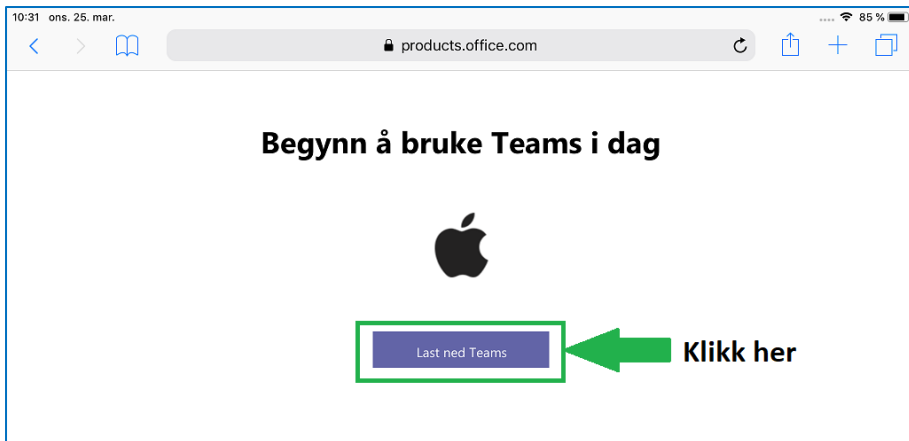 10:31 ons. 25. mar.
85 %
products.office.com
Begynn å bruke Teams i dag
Last ned Teams
Klikk her